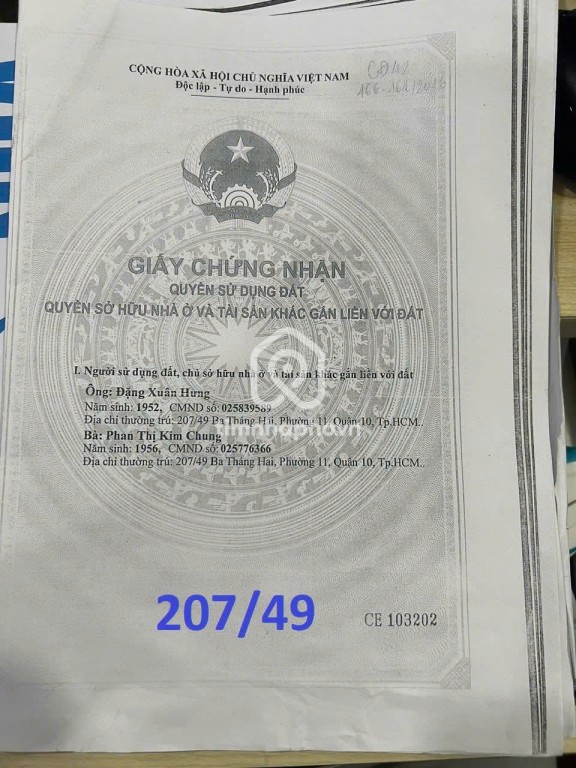 CỘNG HÒA XÃ HỘI CHỦ NGHĨA VIỆT NAM
Độc lập - Tự do - Hạnh phúc
GIẤY CHỨNG NHẬN
QUYỀN SỬ DỤNG ĐẤT
QUYỀN SỞ HỮU NHÀ Ở VÀ TÀI SẢN KHÁC GẮN LIỀN VỚI ĐẤT
I. Người sử dụng đất, chủ sở hữu nhà ở và tài sản khác gắn liền với đất
Ông: Đặng Xuân Hưng
Năm sinh: 1952, CMND số: 025839589
Địa chỉ thường trú: 207/49 Ba Tháng Hai, Phường 11, Quận 10, Tp.HCM..
timnhapho.vn
Bà: Phan Thị Kim Chung
Năm sinh: 1956, CMND số: 025776366
Địa chỉ thường trú: 207/49 Ba Tháng Hai, Phường 11, Quận 10, Tp.HCM..
207/49
CE 103202